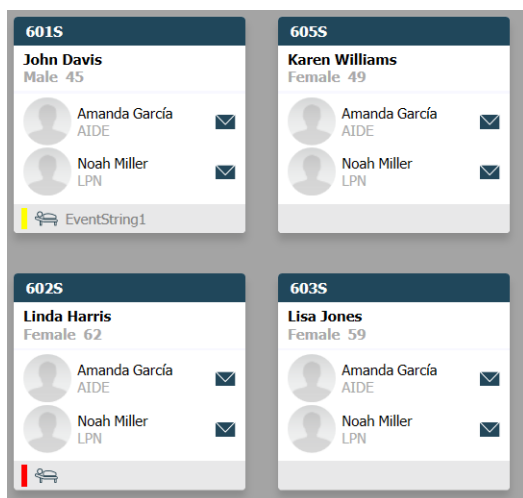 601S
John Davis
Male 45
Amanda García
AIDE
Noah Miller
LPN
EventString1
605S
Karen Williams
Female 49
Amanda García
AIDE
Noah Miller
LPN
602S
Linda Harris
Female 62
Amanda García
AIDE
Noah Miller
LPN
603S
Lisa Jones
Female 59
Amanda García
AIDE
Noah Miller
LPN